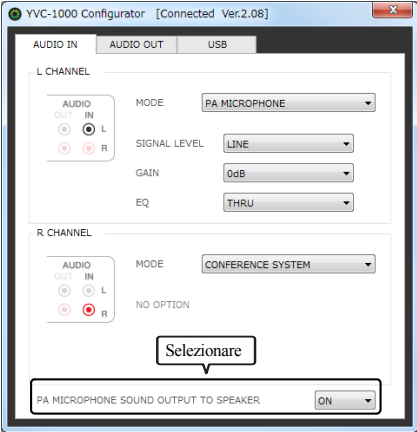 YVC-1000 Configurator [Connected Ver.2.08]
AUDIO IN AUDIO OUT USB
L CHANNEL
AUDIO
OUT IN
L
R
MODE PA MICROPHONE
SIGNAL LEVEL LINE
GAIN 0dB
EQ THRU
R CHANNEL
AUDIO
OUT IN
L
R
MODE CONFERENCE SYSTEM
NO OPTION
Selezionare
PA MICROPHONE SOUND OUTPUT TO SPEAKER ON